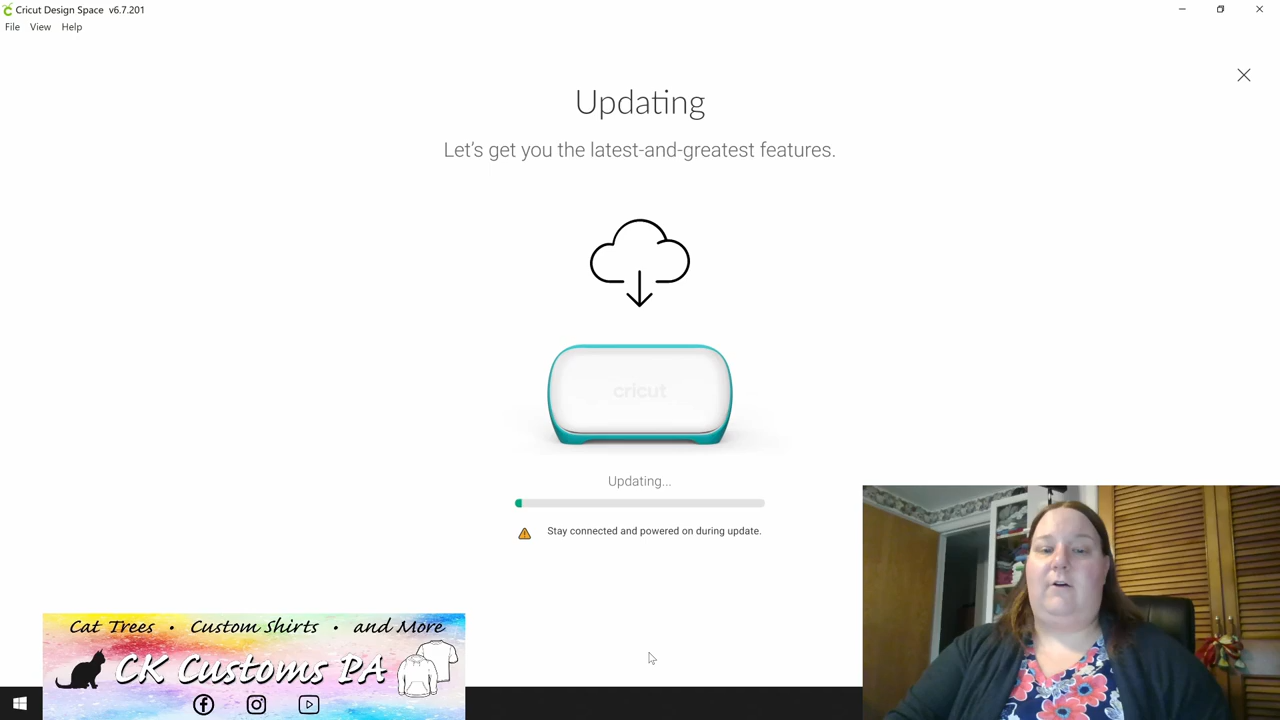 Cricut Design Space v6.7.201
File View Help
Updating
Let's get you the latest-and-greatest features.
cricut
Updating...
Stay connected and powered on during update.
Cat Trees • Custom Shirts • and More
CK Customs PA